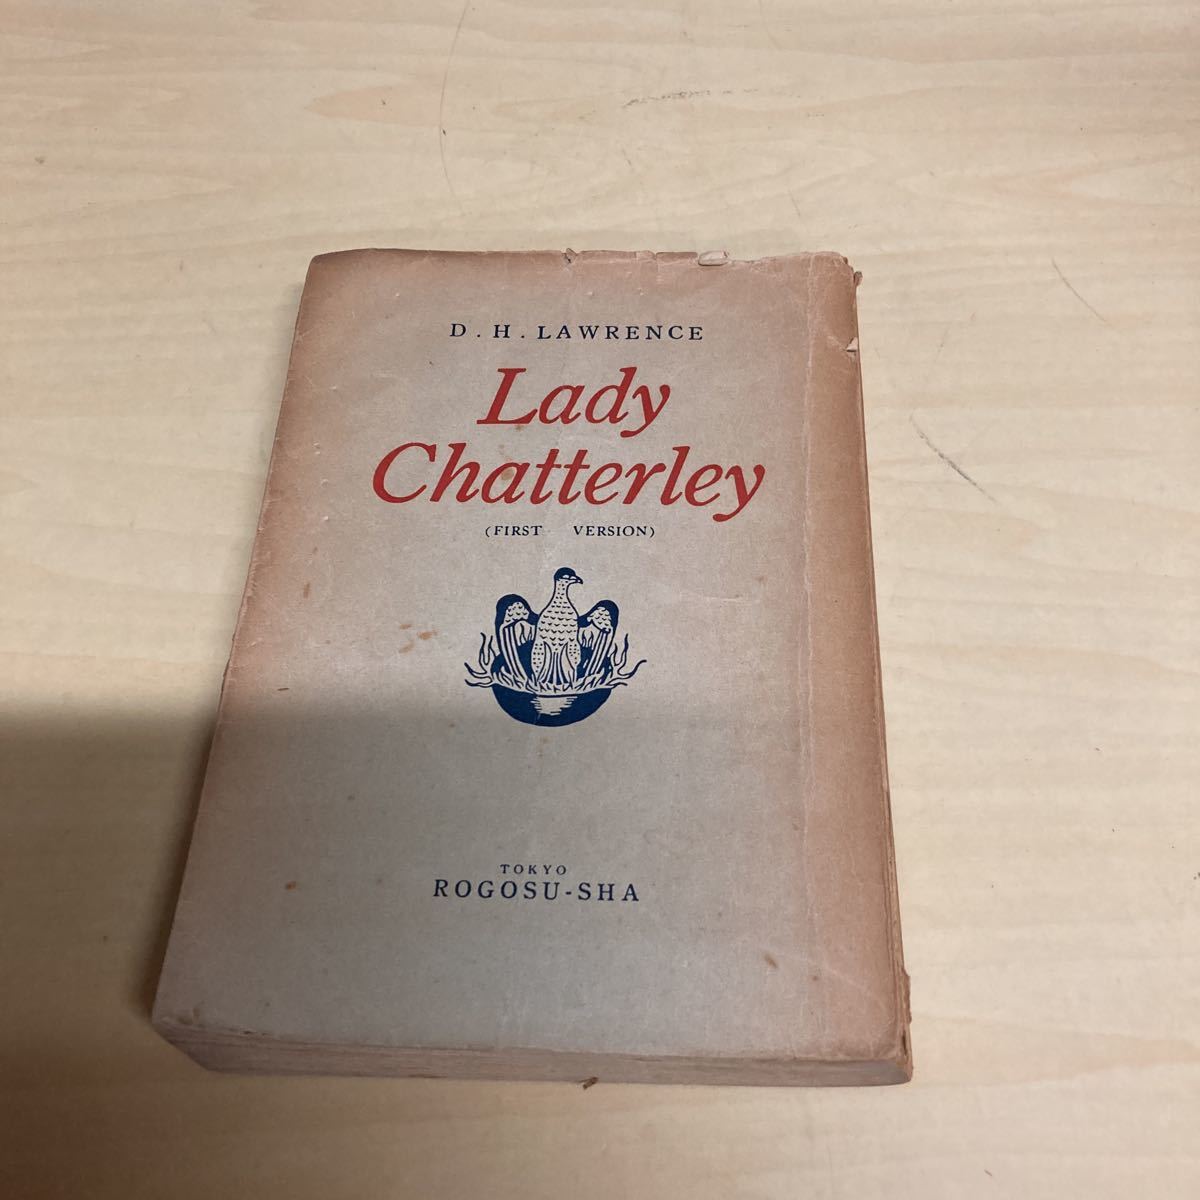 D. H. LAWRENCE
Lady
Chatterley
(FIRST VERSION)
TOKYO
ROGOSU-SHA